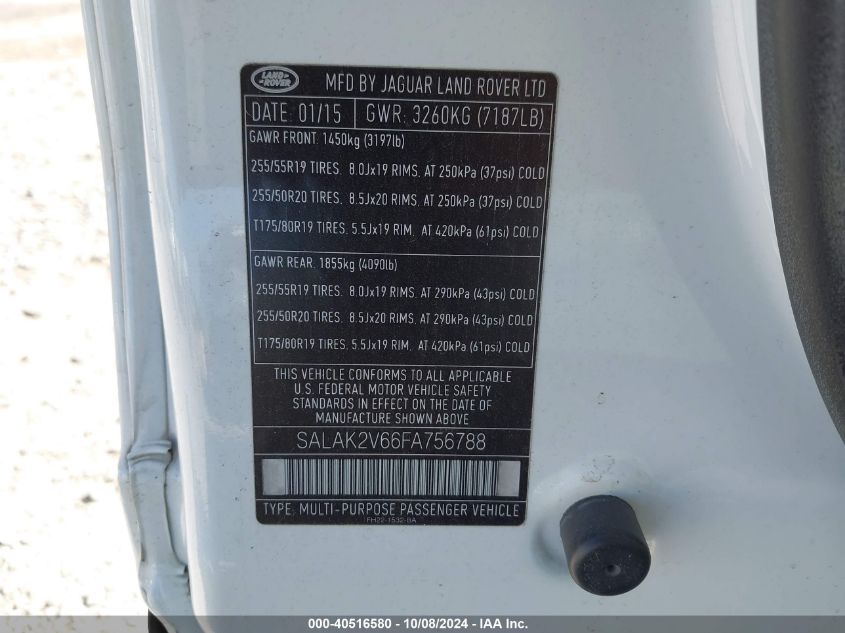 LAND ROVER
MFD BY JAGUAR LAND ROVER LTD
DATE: 01/15 GWR: 3260KG (7187LB)
GAWR FRONT: 1450kg (3197lb)
255/55R19 TIRES. 8.0Jx19 RIMS. AT 250kPa (37psi) COLD
255/50R20 TIRES. 8.5Jx20 RIMS. AT 250kPa (37psi) COLD
T175/80R19 TIRES. 5.5Jx19 RIM. AT 420kPa (61psi) COLD
GAWR REAR. 1855kg (4090lb)
255/55R19 TIRES. 8.0Jx19 RIMS. AT 290kPa (43psi) COLD
255/50R20 TIRES. 8.5Jx20 RIMS. AT 290kPa (43psi) COLD
T175/80R19 TIRES. 5.5Jx19 RIM. AT 420kPa (61psi) COLD
THIS VEHICLE CONFORMS TO ALL APPLICABLE
U.S. FEDERAL MOTOR VEHICLE SAFETY
STANDARDS IN EFFECT ON THE DATE OF
MANUFACTURE SHOWN ABOVE
SALAK2V66FA756788
TYPE: MULTI-PURPOSE PASSENGER VEHICLE
FH22-1532-BA
000-40516580 - 10/08/2024 - IAA Inc.